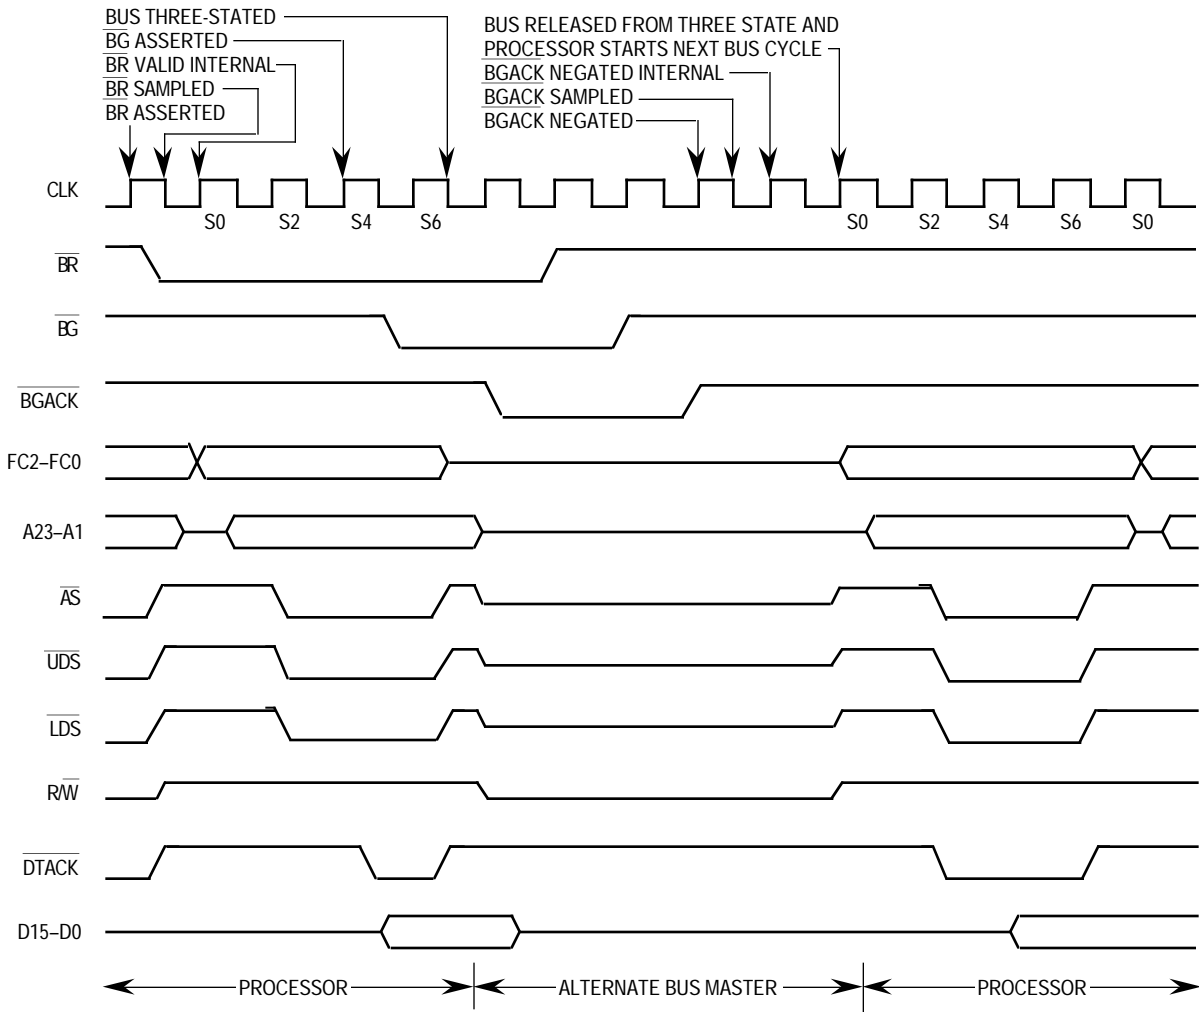 BUS THREE-STATED
BG ASSERTED
BR VALID INTERNAL
BR SAMPLED
BR ASSERTED
BUS RELEASED FROM THREE STATE AND
PROCESSOR STARTS NEXT BUS CYCLE
BGACK NEGATED INTERNAL
BGACK SAMPLED
BGACK NEGATED
CLK
S0 S2 S4 S6 S0 S2 S4 S6 S0
BR
BG
BGACK
FC2–FC0
A23–A1
AS
UDS
LDS
R/W
DTACK
D15–D0
PROCESSOR ALTERNATE BUS MASTER PROCESSOR